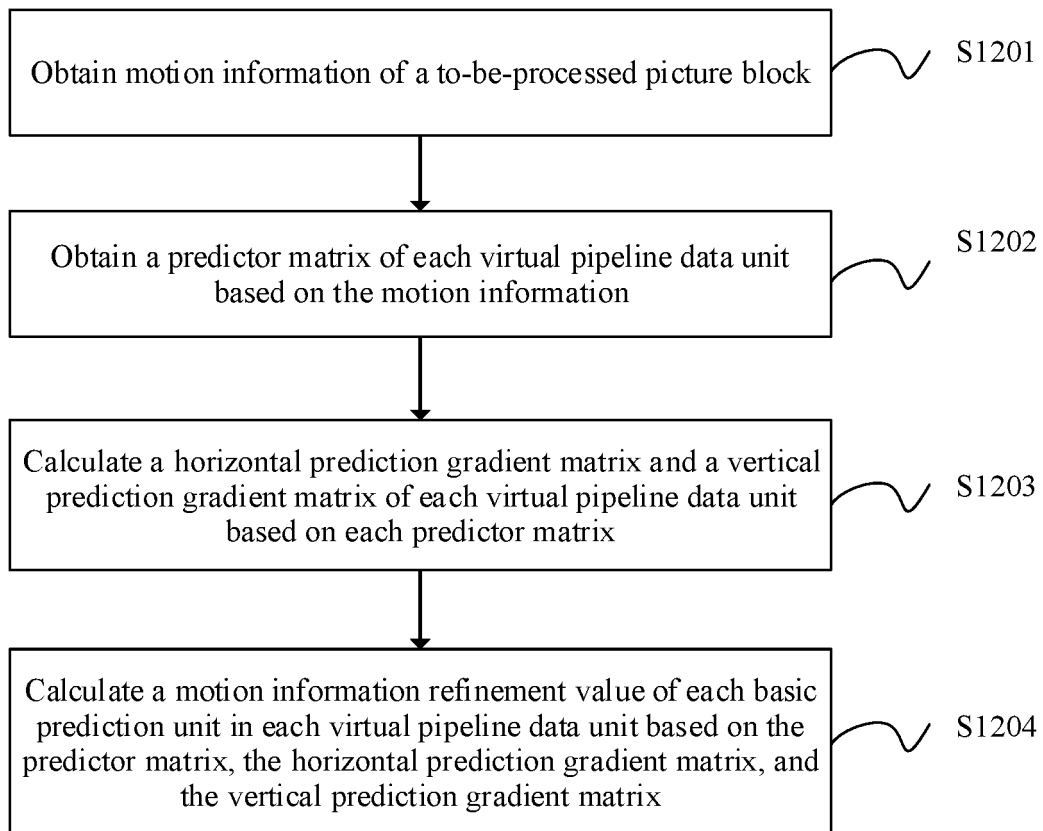 Obtain motion information of a to-be-processed picture block
S1201
Obtain a predictor matrix of each virtual pipeline data unit
based on the motion information
S1202
Calculate a horizontal prediction gradient matrix and a vertical
prediction gradient matrix of each virtual pipeline data unit
based on each predictor matrix
S1203
Calculate a motion information refinement value of each basic
prediction unit in each virtual pipeline data unit based on the
predictor matrix, the horizontal prediction gradient matrix, and
the vertical prediction gradient matrix
S1204